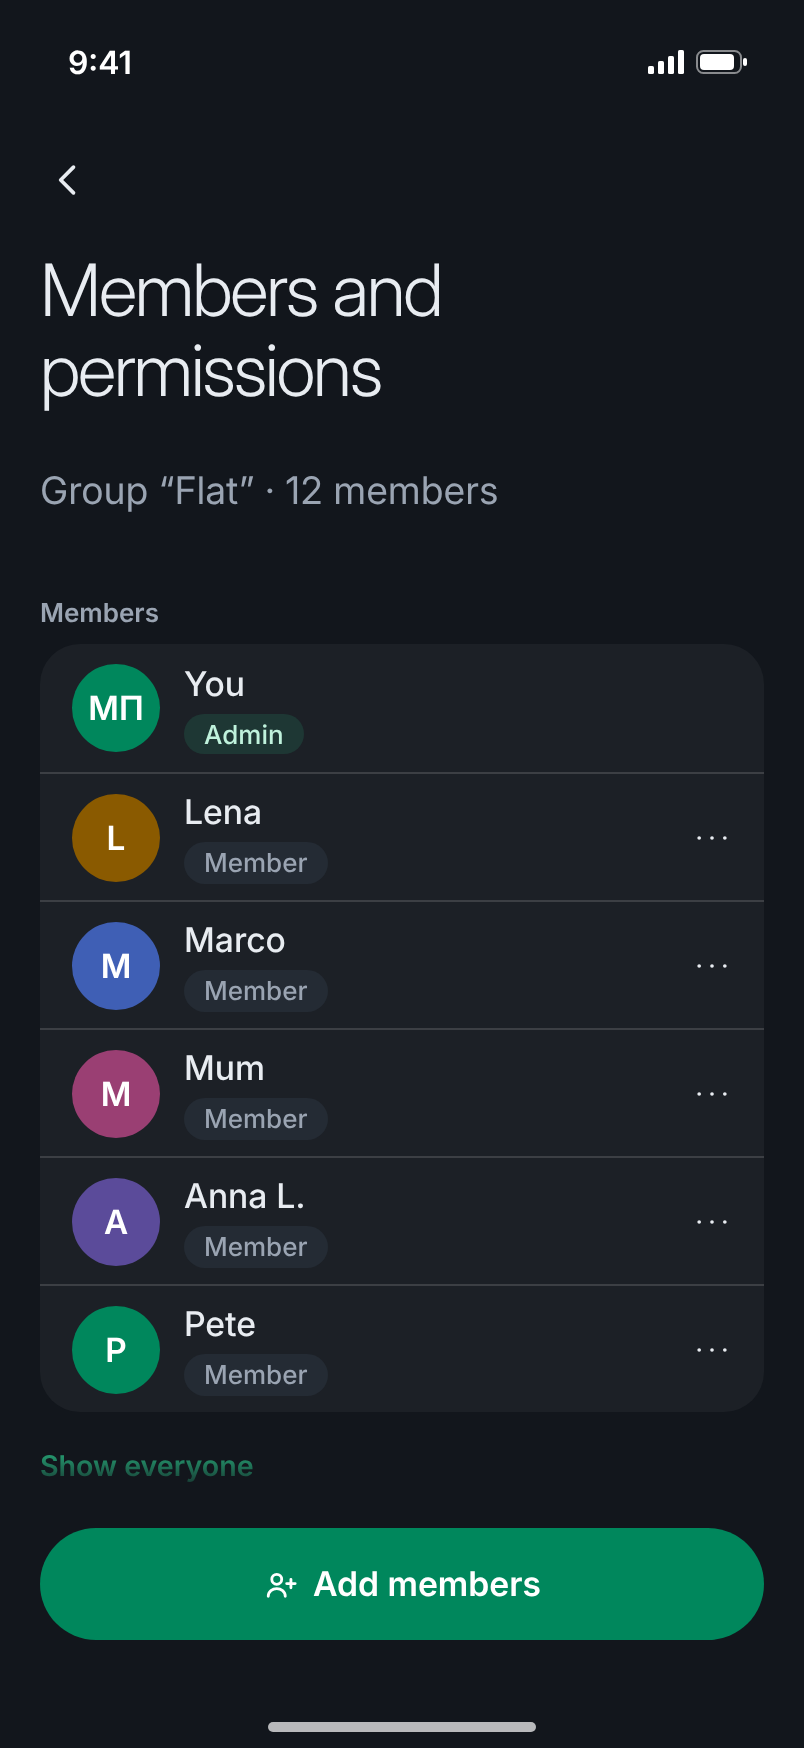 9:41
Members and
permissions
Group “Flat” · 12 members
Members
МП
You
Admin
L
Lena
Member
M
Marco
Member
M
Mum
Member
A
Anna L.
Member
P
Pete
Member
Show everyone
Add members